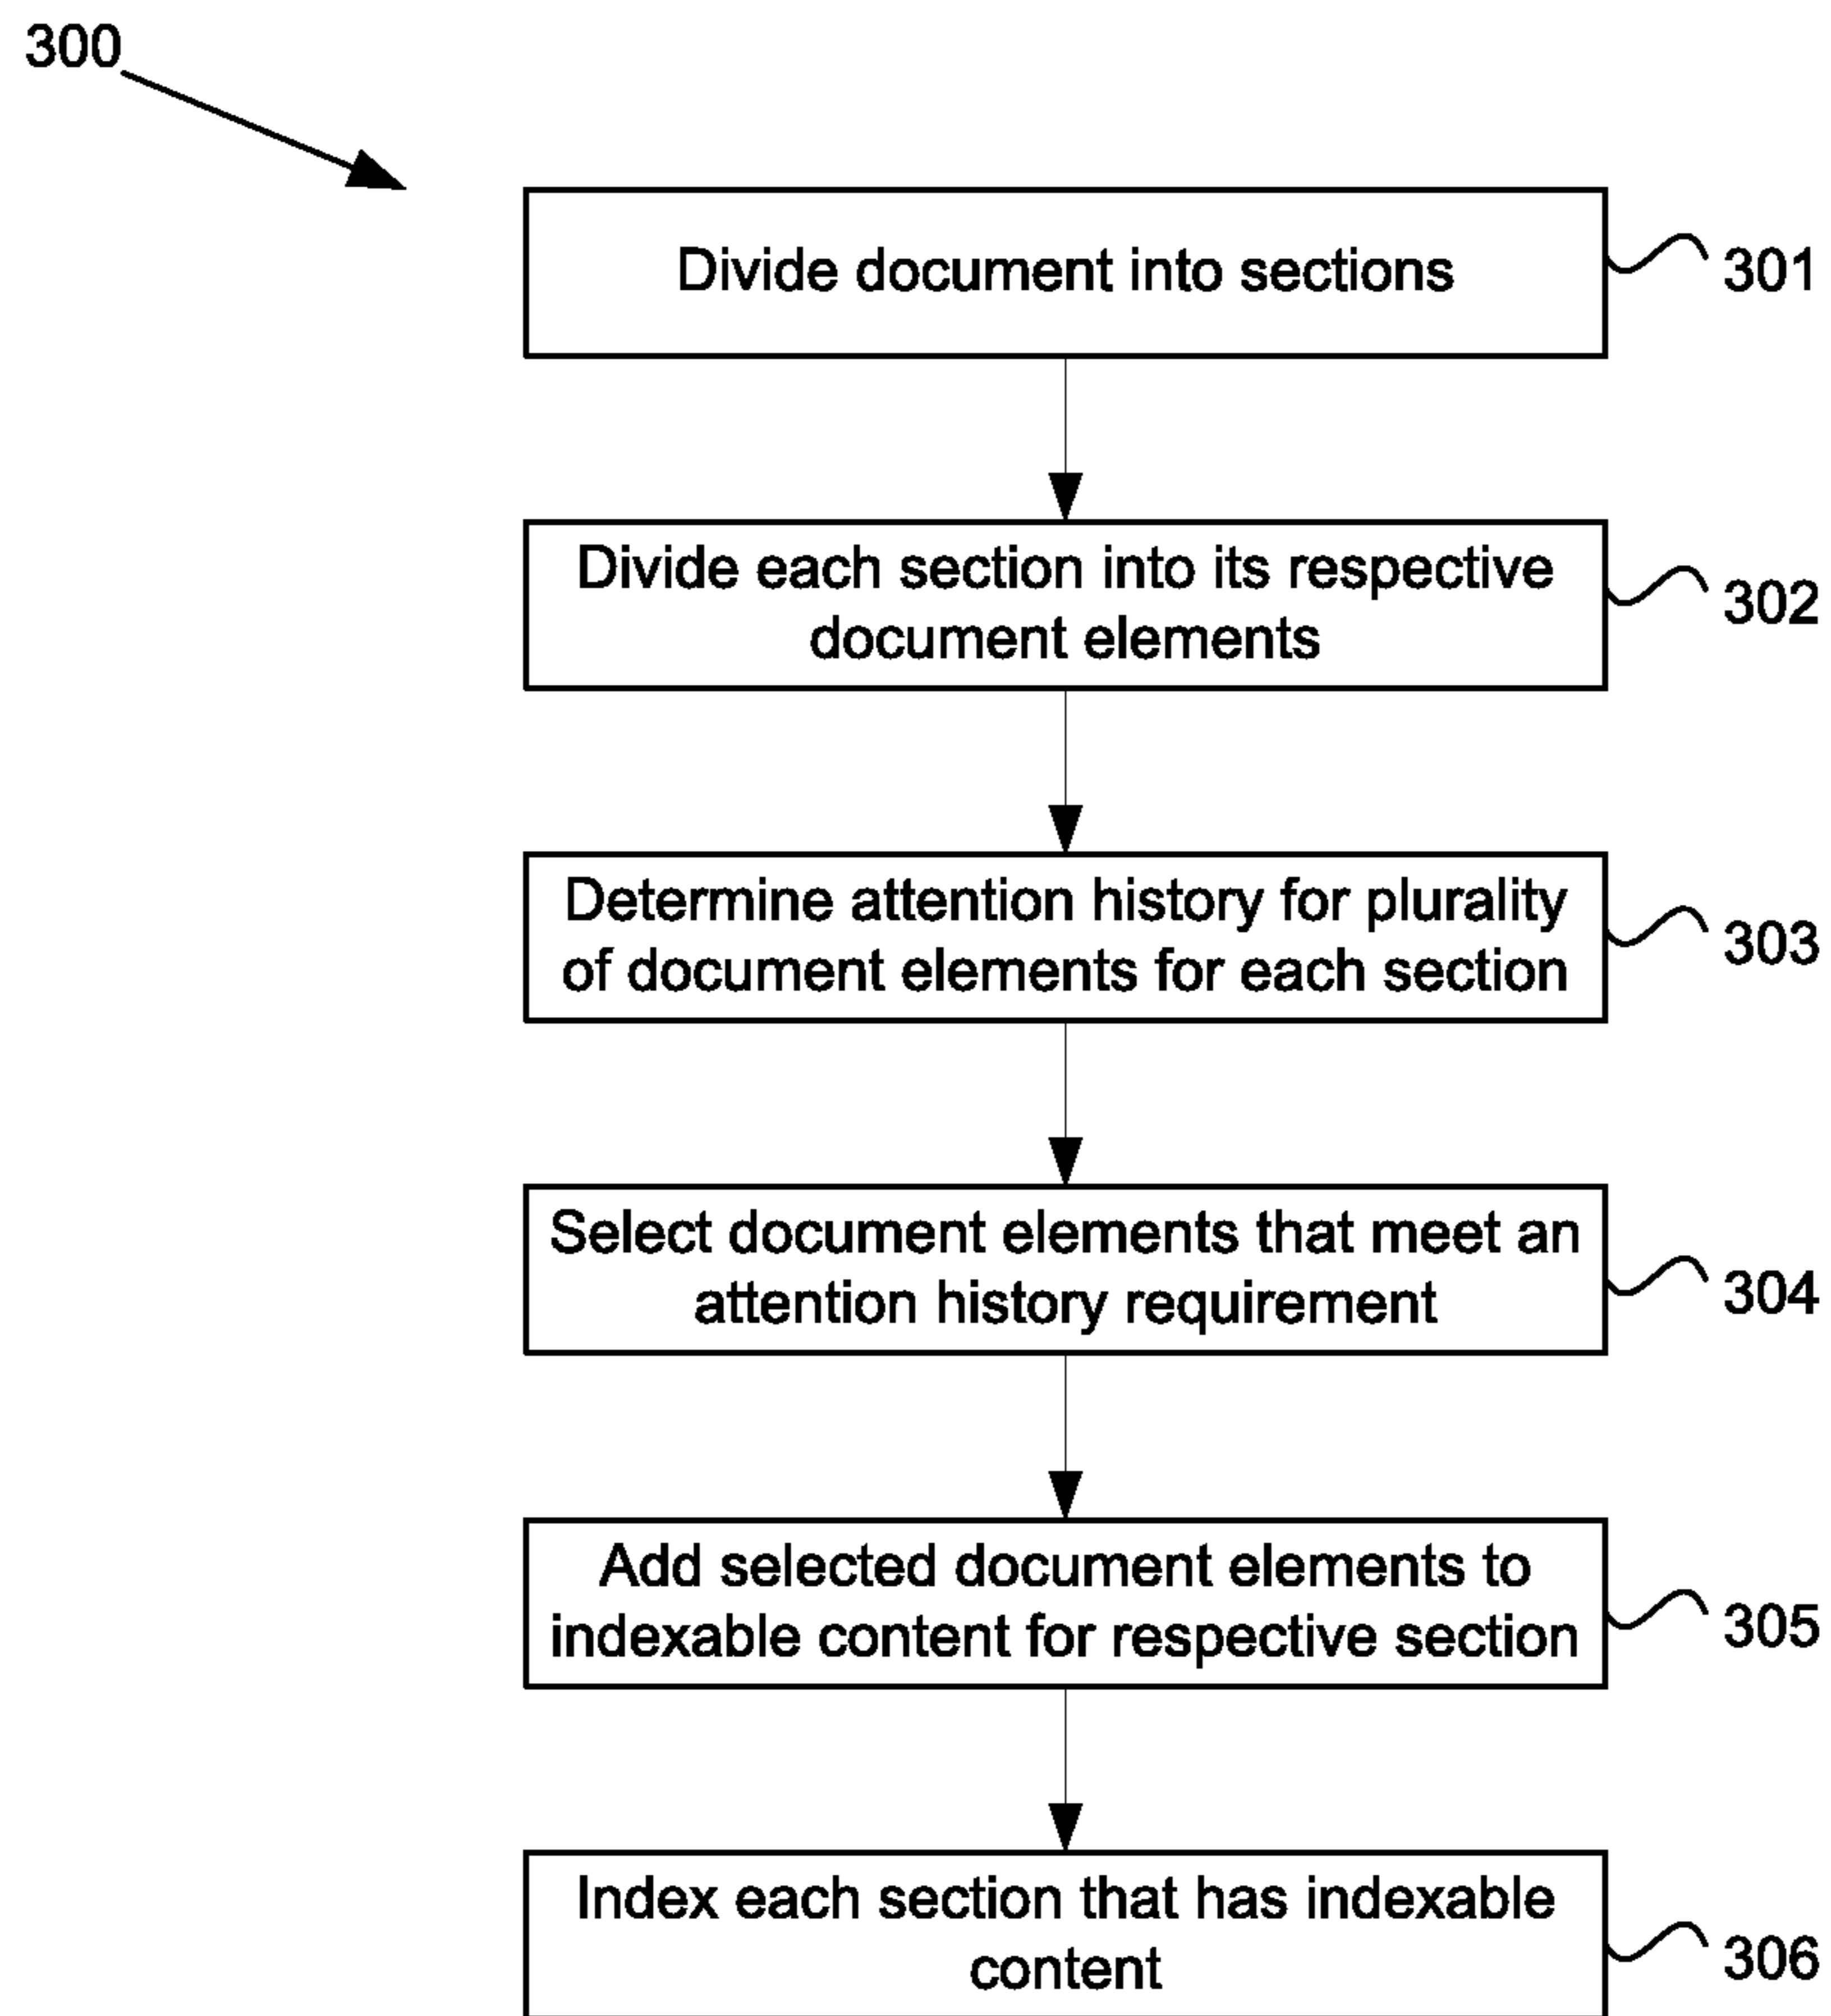 300
Divide document into sections
301
Divide each section into its respective
document elements
302
Determine attention history for plurality
of document elements for each section
303
Select document elements that meet an
attention history requirement
304
Add selected document elements to
indexable content for respective section
305
Index each section that has indexable
content
306